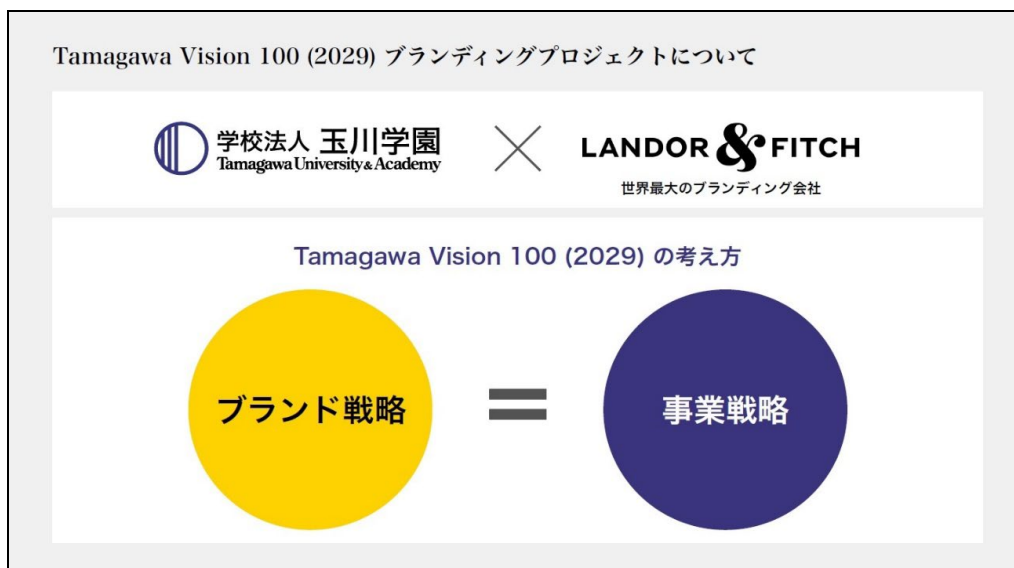 Tamagawa Vision 100 (2029) ブランディングプロジェクトについて
学校法人 玉川学園
Tamagawa University & Academy
LANDOR & FITCH
世界最大のブランディング会社
Tamagawa Vision 100 (2029) の考え方
ブランド戦略
=
事業戦略